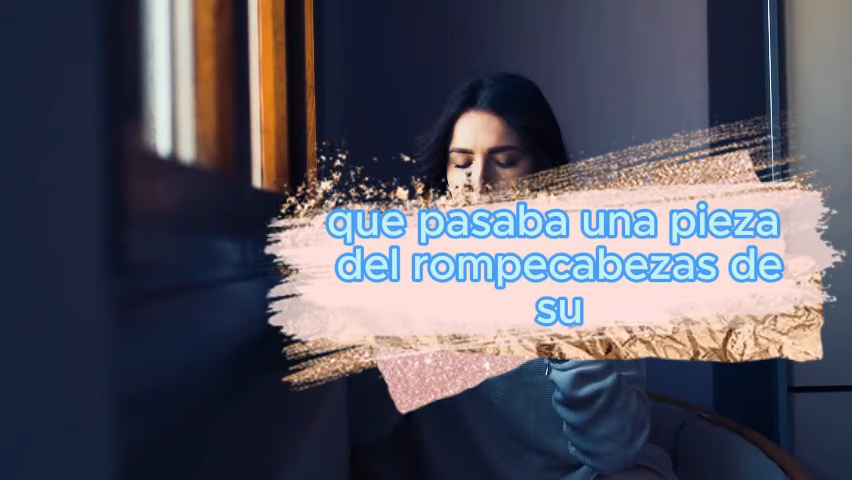 que pasaba una pieza
del rompecabezas de
su